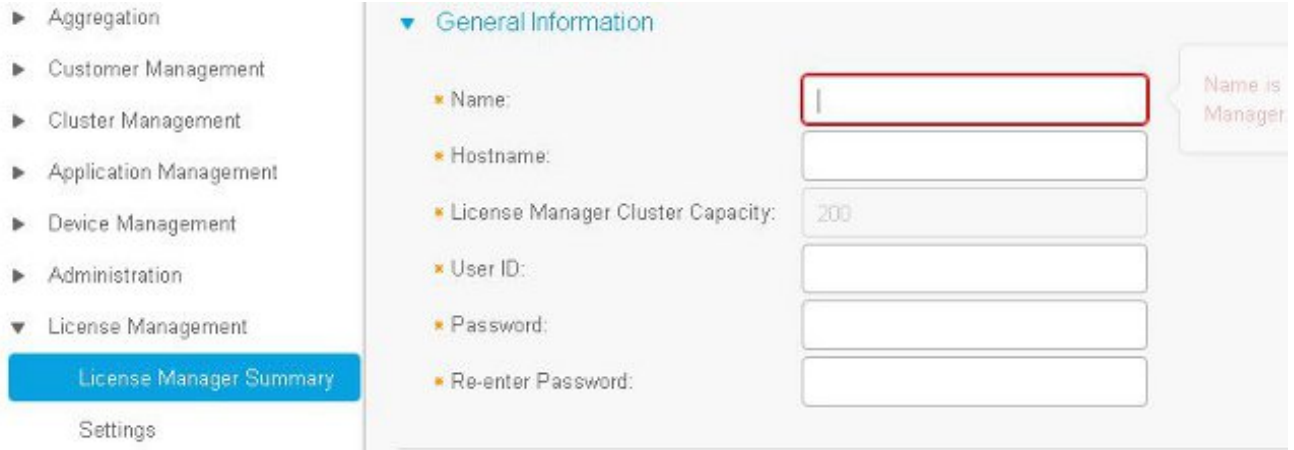 Aggregation
Customer Management
Cluster Management
Application Management
Device Management
Administration
License Management
License Manager Summary
Settings
General Information
* Name:
* Hostname:
* License Manager Cluster Capacity: 200
* User ID:
* Password:
* Re-enter Password:
Name is
Manager